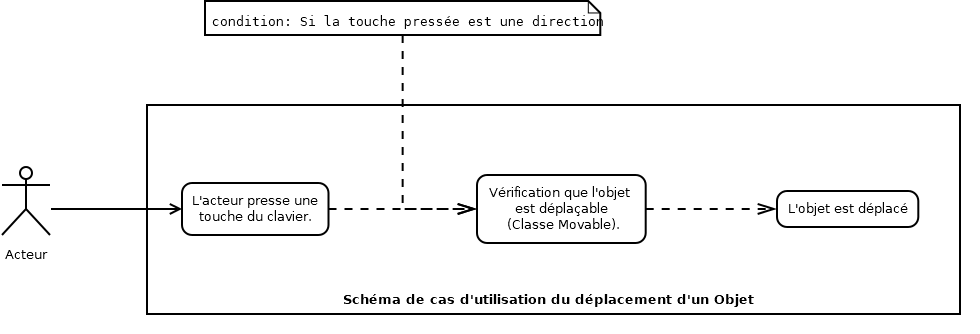 condition: Si la touche pressée est une direction
L'acteur presse une
touche du clavier.
Vérification que l'objet
est déplaçable
(Classe Movable).
L'objet est déplacé
Acteur
Schéma de cas d'utilisation du déplacement d'un Objet